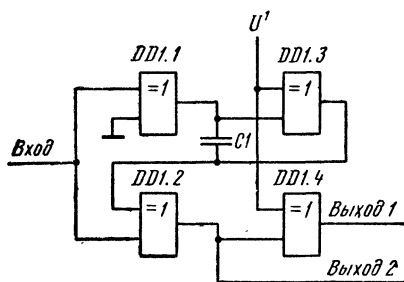 U¹
DD1.1
DD1.3
=1
=1
C1
Вход
DD1.2
DD1.4
=1
=1
Выход 1
Выход 2